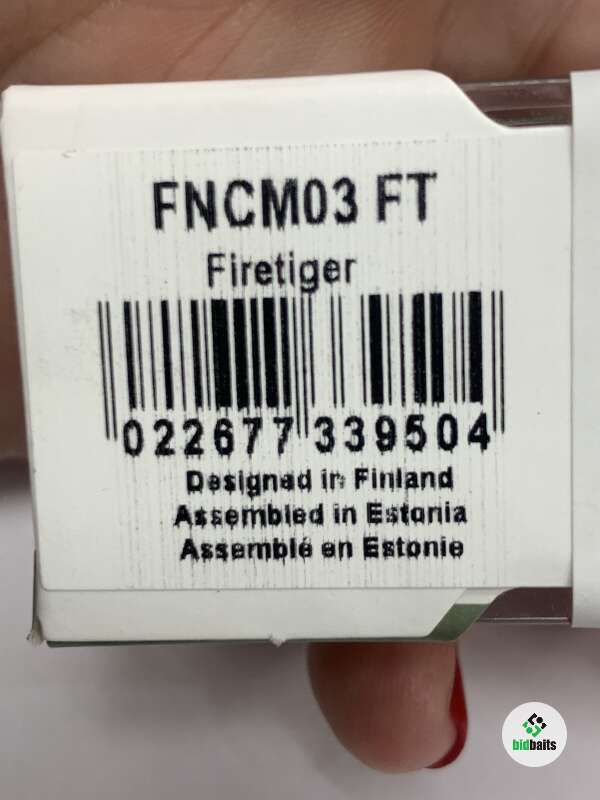 FNCM03 FT
Firetiger
022677 339504
Designed in Finland
Assembled in Estonia
Assemblé en Estonie
bidbaits